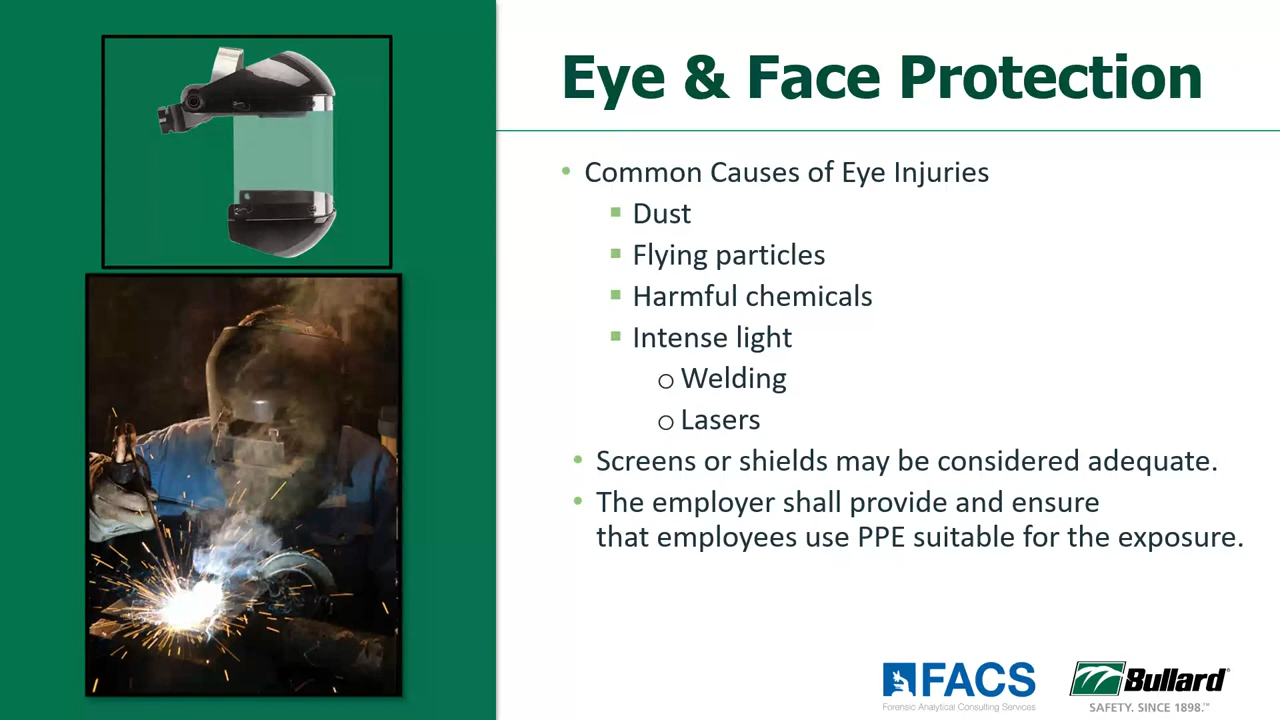 Eye & Face Protection
• Common Causes of Eye Injuries
▪ Dust
▪ Flying particles
▪ Harmful chemicals
▪ Intense light
o Welding
o Lasers
• Screens or shields may be considered adequate.
• The employer shall provide and ensure
that employees use PPE suitable for the exposure.
FACS
Forensic Analytical Consulting Services
Bullard®
SAFETY. SINCE 1898.™